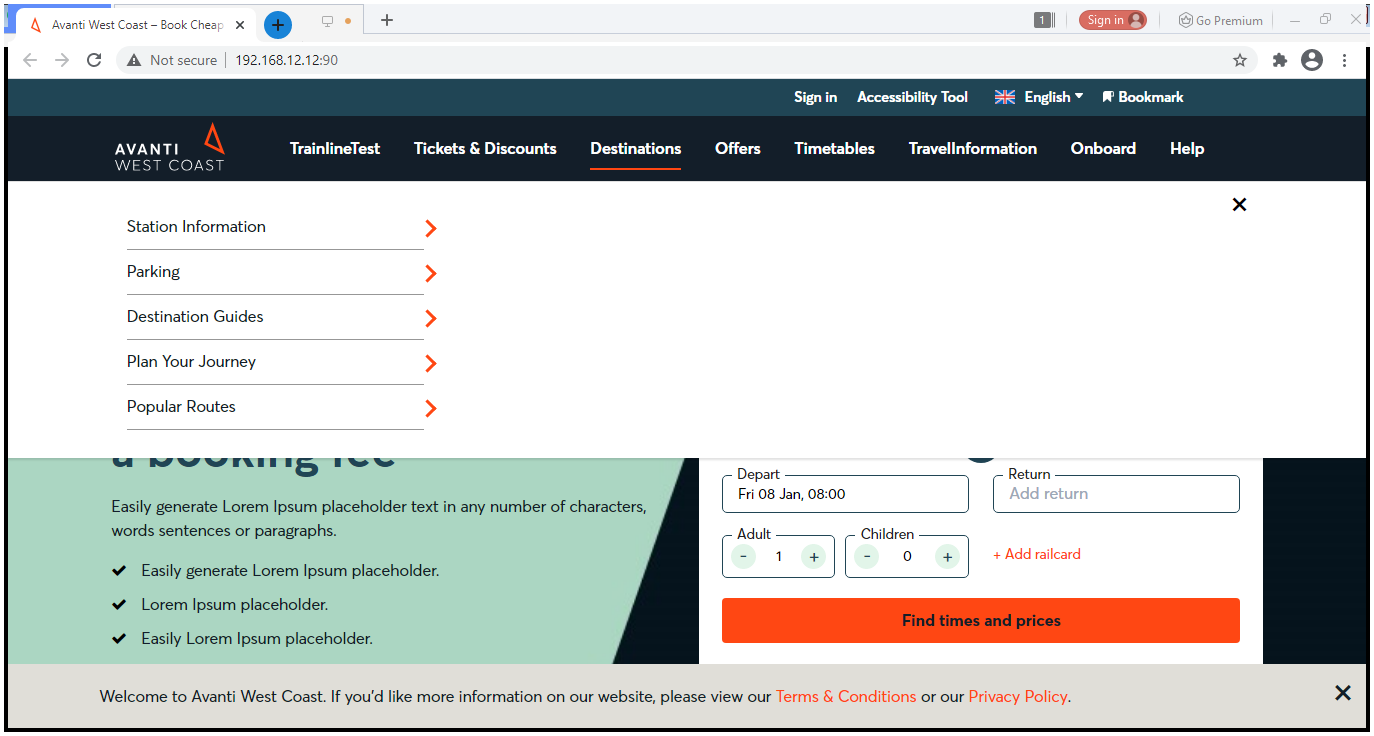 Avanti West Coast – Book Cheap
1
Sign in
Go Premium
Not secure
192.168.12.12:90
Sign in
Accessibility Tool
English
Bookmark
AVANTI
WEST COAST
TrainlineTest
Tickets & Discounts
Destinations
Offers
Timetables
TravelInformation
Onboard
Help
Station Information
Parking
Destination Guides
Plan Your Journey
Popular Routes
a booking fee
Easily generate Lorem Ipsum placeholder text in any number of characters,
words sentences or paragraphs.
Easily generate Lorem Ipsum placeholder.
Lorem Ipsum placeholder.
Easily Lorem Ipsum placeholder.
Depart
Fri 08 Jan, 08:00
Return
Add return
Adult
- 1 +
Children
- 0 +
+ Add railcard
Find times and prices
Welcome to Avanti West Coast. If you'd like more information on our website, please view our Terms & Conditions or our Privacy Policy.